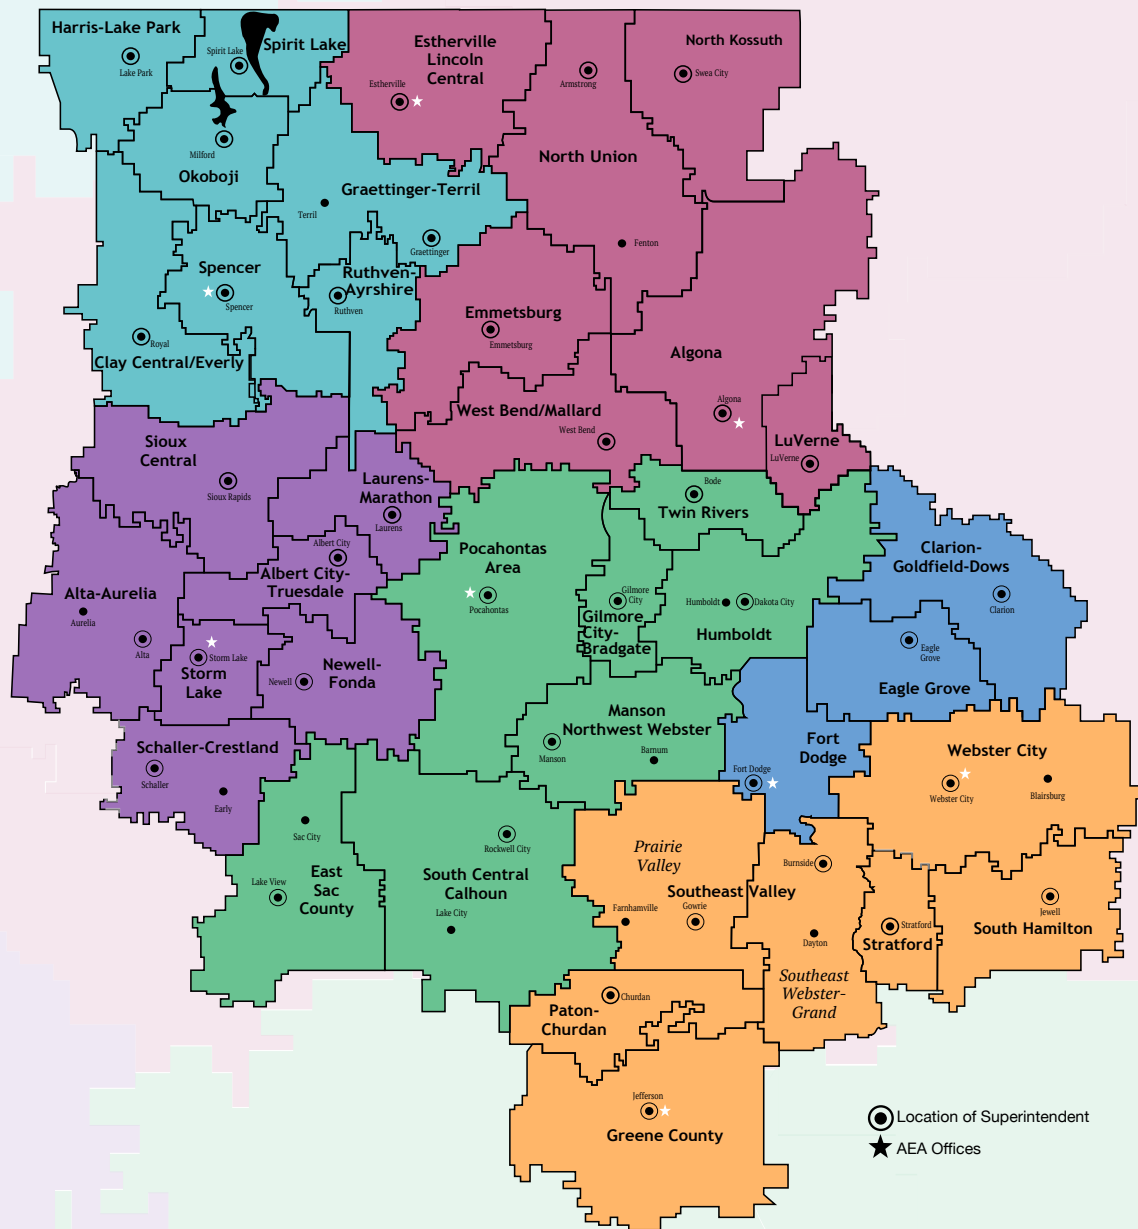 Harris-Lake Park
Lake Park
Spirit Lake
Spirit Lake
Estherville
Lincoln
Central
Estherville
Armstrong
North Kossuth
Swea City
Milford
Okoboji
North Union
Graettinger-Terril
Terril
Graettinger
Fenton
Spencer
Spencer
Ruthven-
Ayrshire
Ruthven
Royal
Clay Central/Everly
Emmetsburg
Emmetsburg
Algona
Algona
West Bend/Mallard
West Bend
LuVerne
LuVerne
Sioux
Central
Sioux Rapids
Laurens-
Marathon
Laurens
Bode
Twin Rivers
Pocahontas
Area
Pocahontas
Clarion-
Goldfield-Dows
Clarion
Albert City
Albert City-
Truesdale
Alta-Aurelia
Aurelia
Alta
Gilmore
City
Gilmore
City-
Bradgate
Humboldt
Dakota City
Humboldt
Storm Lake
Storm
Lake
Newell
Newell-
Fonda
Eagle
Grove
Eagle Grove
Manson
Northwest Webster
Manson
Barnum
Fort
Dodge
Fort Dodge
Schaller-Crestland
Schaller
Early
Webster City
Webster City
Blairsburg
Sac City
East
Sac
County
Lake View
Rockwell City
South Central
Calhoun
Lake City
Prairie
Valley
Southeast Valley
Farnhamville
Gowrie
Burnside
Dayton
Southeast
Webster-
Grand
Stratford
Stratford
Jewell
South Hamilton
Churdan
Paton-
Churdan
Jefferson
Greene County
Location of Superintendent
AEA Offices